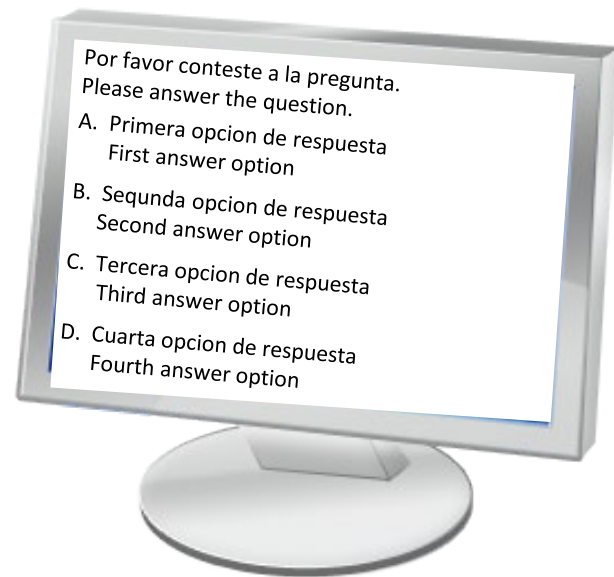 Por favor conteste a la pregunta.
Please answer the question.
A. Primera opcion de respuesta
First answer option
B. Sequnda opcion de respuesta
Second answer option
C. Tercera opcion de respuesta
Third answer option
D. Cuarta opcion de respuesta
Fourth answer option